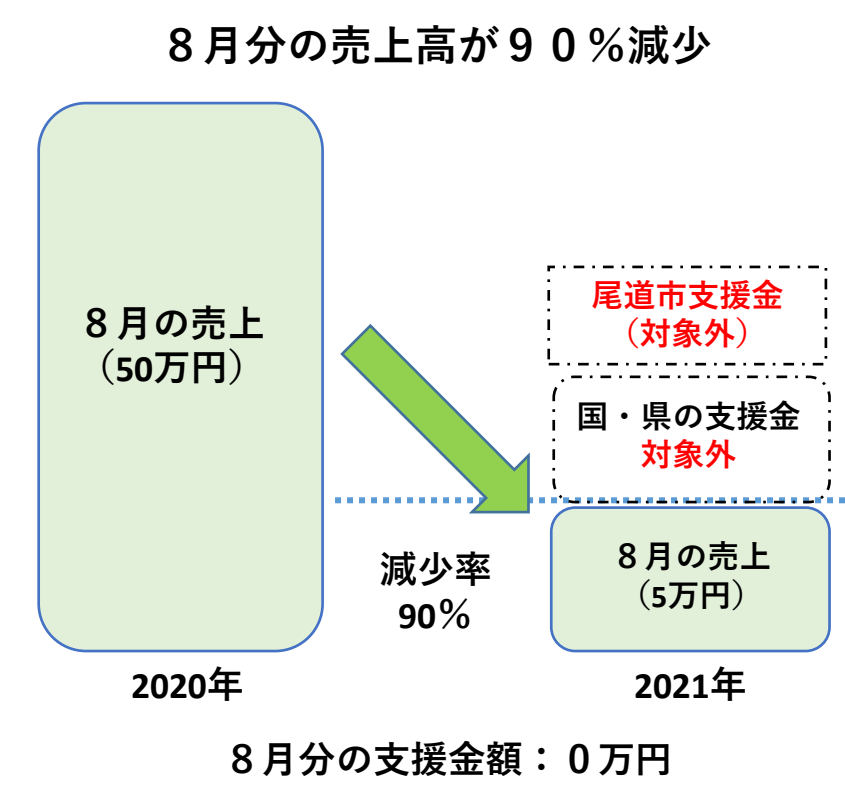 ８月分の売上高が９０％減少
８月の売上
（50万円）
尾道市支援金
（対象外）
国・県の支援金
対象外
減少率
90％
８月の売上
（5万円）
2020年
2021年
８月分の支援金額：０万円